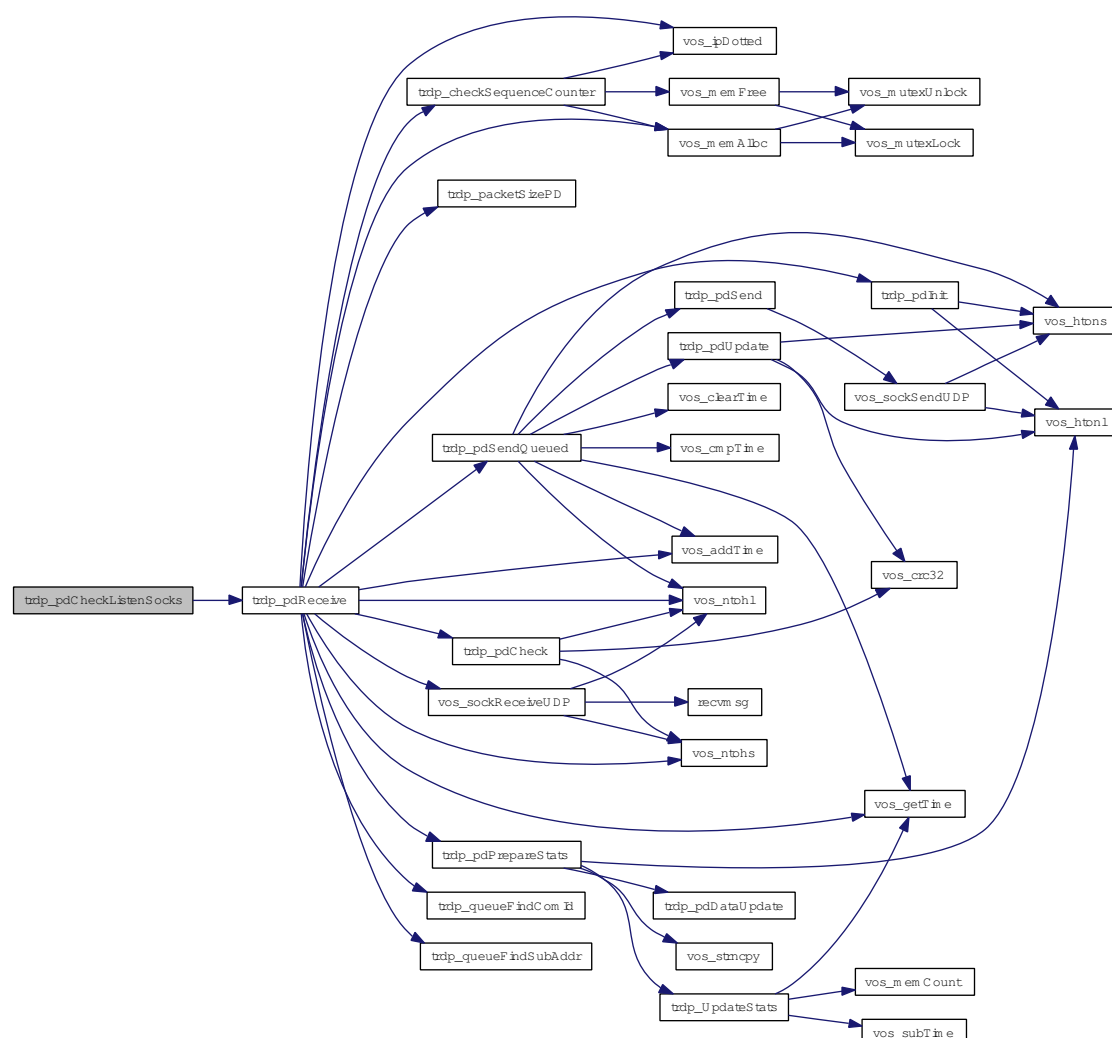 vos_ipDotted
trdp_checkSequenceCounter
vos_memFree
vos_mutexUnlock
vos_memAlloc
vos_mutexLock
trdp_packetSizePD
trdp_pdSend
trdp_pdInit
vos_htons
trdp_pdUpdate
vos_clearTime
vos_sockSendUDP
vos_htonl
trdp_pdSendQueued
vos_cmpTime
vos_addTime
vos_crc32
trdp_pdCheckListenSocks
trdp_pdReceive
vos_ntohl
trdp_pdCheck
vos_sockReceiveUDP
recvmsg
vos_ntohs
vos_getTime
trdp_pdPrepareStats
trdp_queueFindComId
trdp_pdDataUpdate
trdp_queueFindSubAddr
vos_strncpy
vos_memCount
trdp_UpdateStats
vos_subTime